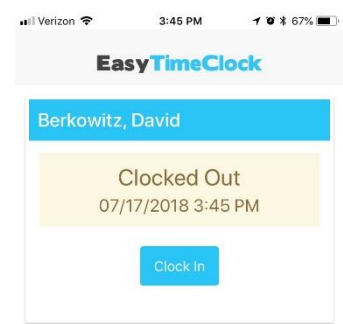 Verizon 3:45 PM 67%
EasyTimeClock
Berkowitz, David
Clocked Out
07/17/2018 3:45 PM
Clock In